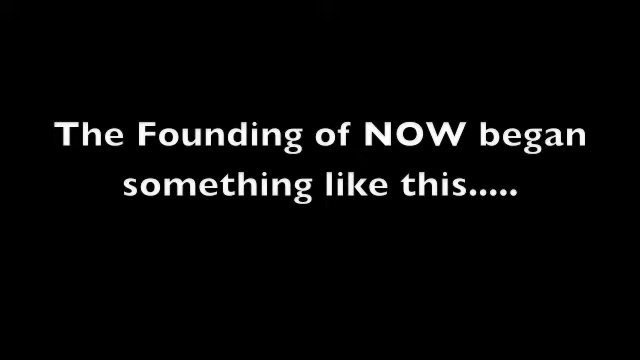 The Founding of NOW began
something like this.....